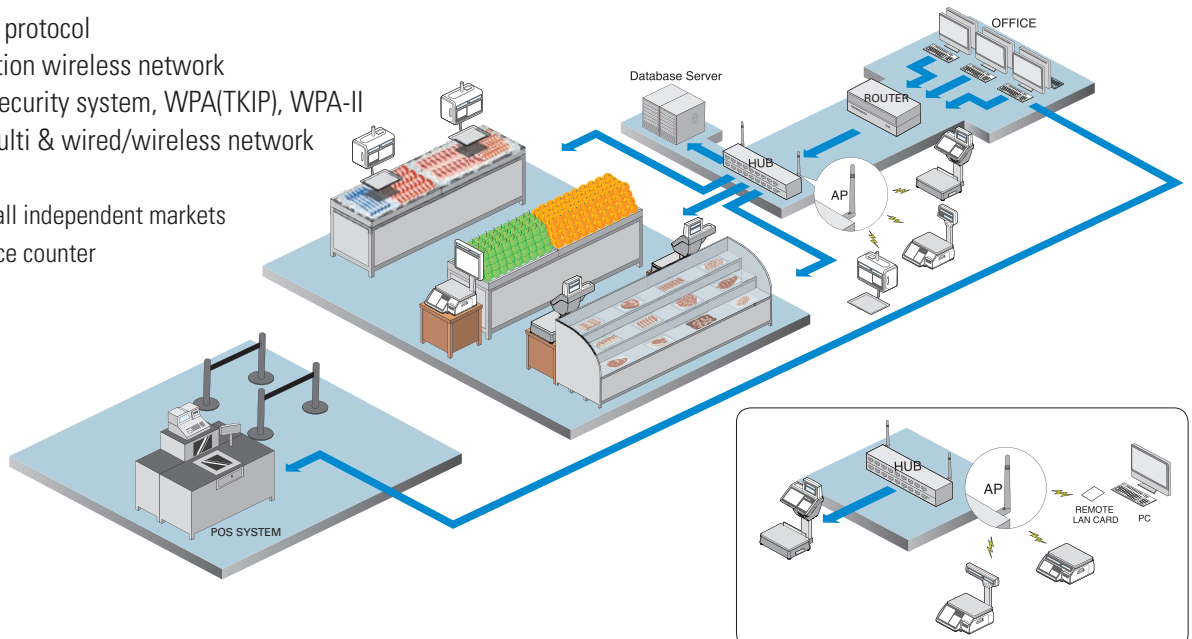 protocol
tion wireless network
ecurity system, WPA(TKIP), WPA-II
ulti & wired/wireless network
all independent markets
ce counter
OFFICE
Database Server
ROUTER
HUB
AP
POS SYSTEM
HUB
AP
REMOTE
LAN CARD
PC